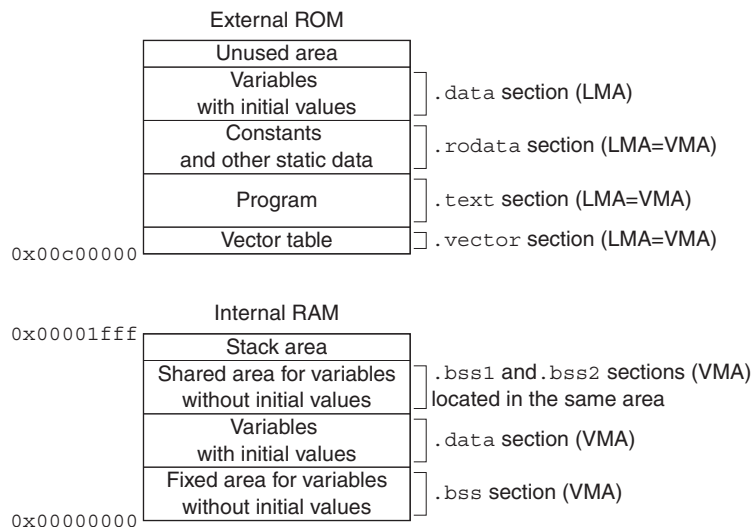 External ROM
Unused area
Variables
with initial values
.data section (LMA)
Constants
and other static data
.rodata section (LMA=VMA)
Program
.text section (LMA=VMA)
Vector table
.vector section (LMA=VMA)
0x00c00000
Internal RAM
0x00001fff
Stack area
Shared area for variables
without initial values
.bss1 and.bss2 sections (VMA)
located in the same area
Variables
with initial values
.data section (VMA)
Fixed area for variables
without initial values
.bss section (VMA)
0x00000000